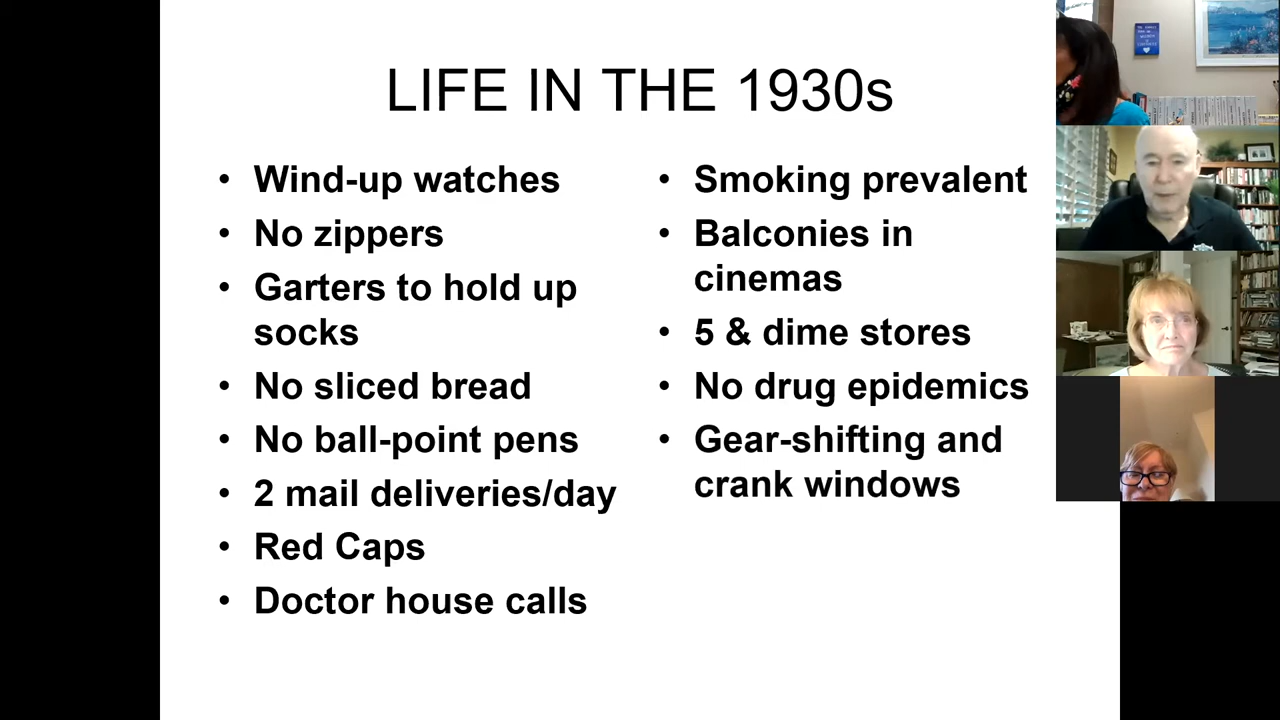 LIFE IN THE 1930s
• Wind-up watches
• No zippers
• Garters to hold up
socks
• No sliced bread
• No ball-point pens
• 2 mail deliveries/day
• Red Caps
• Doctor house calls
• Smoking prevalent
• Balconies in
cinemas
• 5 & dime stores
• No drug epidemics
• Gear-shifting and
crank windows